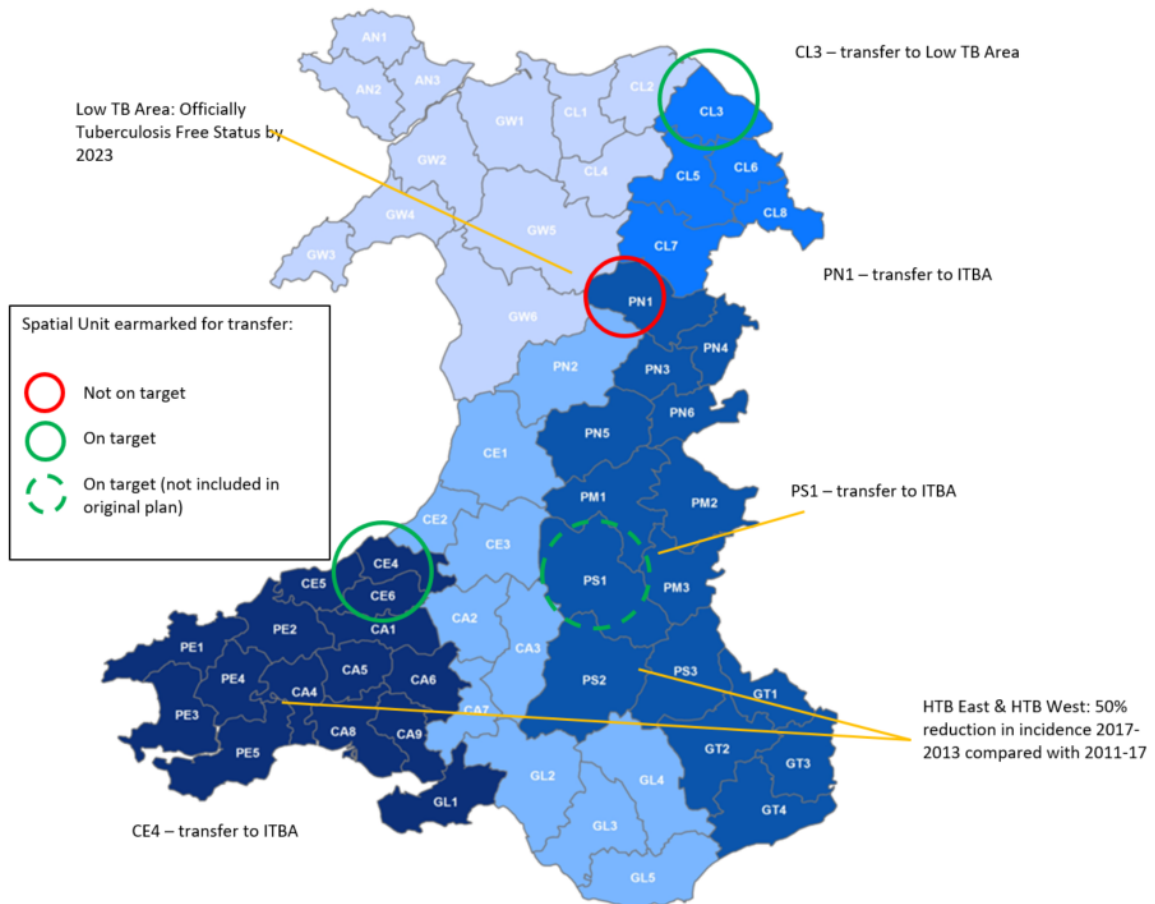 AN1
CL3 – transfer to Low TB Area
AN3
CL2
AN2
Low TB Area: Officially
Tuberculosis Free Status by
2023
GW1
CL1
CL3
GW2
CL4
CL5
CL6
GW4
CL8
GW5
GW3
CL7
PN1 – transfer to ITBA
PN1
GW6
Spatial Unit earmarked for transfer:
Not on target
On target
On target (not included in
original plan)
PN4
PN2
PN3
PN6
PN5
CE1
PS1 – transfer to ITBA
PM1
PM2
CE2
CE3
CE4
CE5
PS1
PM3
CE6
CA2
PE2
CA1
PE1
CA3
CA5
PE4
CA6
PS2
PS3
CA4
GT1
PE3
CA7
HTB East & HTB West: 50%
reduction in incidence 2017-
2013 compared with 2011-17
CA8
CA9
PE5
GT2
GT3
GL2
GL4
GL1
GT4
CE4 – transfer to ITBA
GL3
GL5